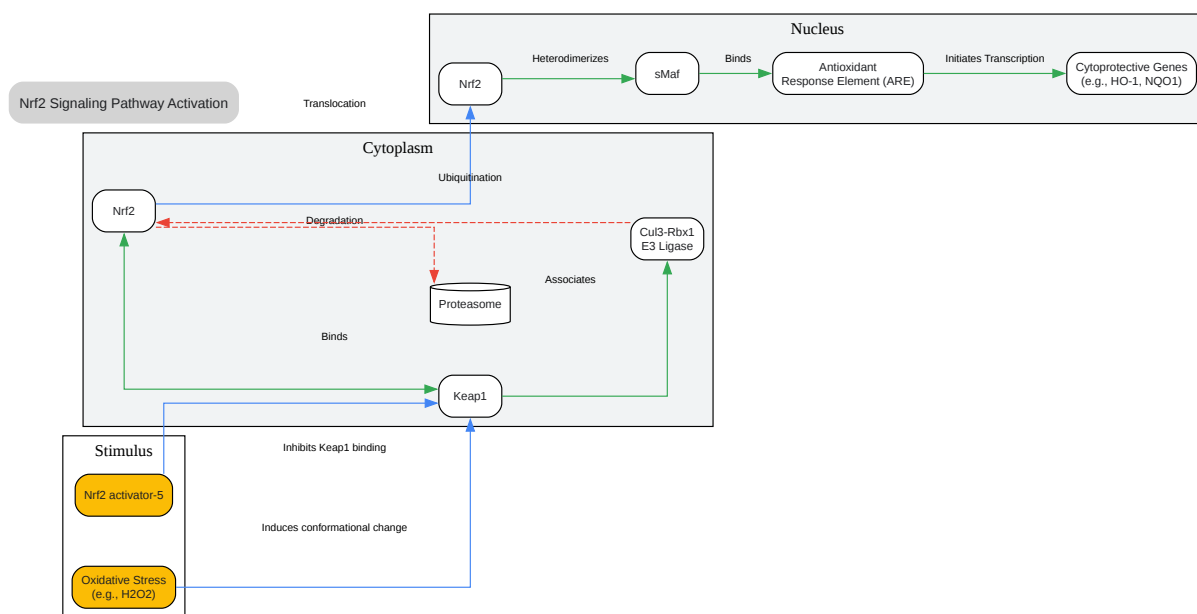 Nucleus
Heterodimerizes
Binds
Initiates Transcription
Nrf2
sMaf
Antioxidant
Response Element (ARE)
Cytoprotective Genes
(e.g., HO-1, NQO1)
Nrf2 Signaling Pathway Activation
Translocation
Cytoplasm
Ubiquitination
Nrf2
Degradation
Cul3-Rbx1
E3 Ligase
Associates
Proteasome
Binds
Keap1
Stimulus
Inhibits Keap1 binding
Nrf2 activator-5
Induces conformational change
Oxidative Stress
(e.g., H2O2)